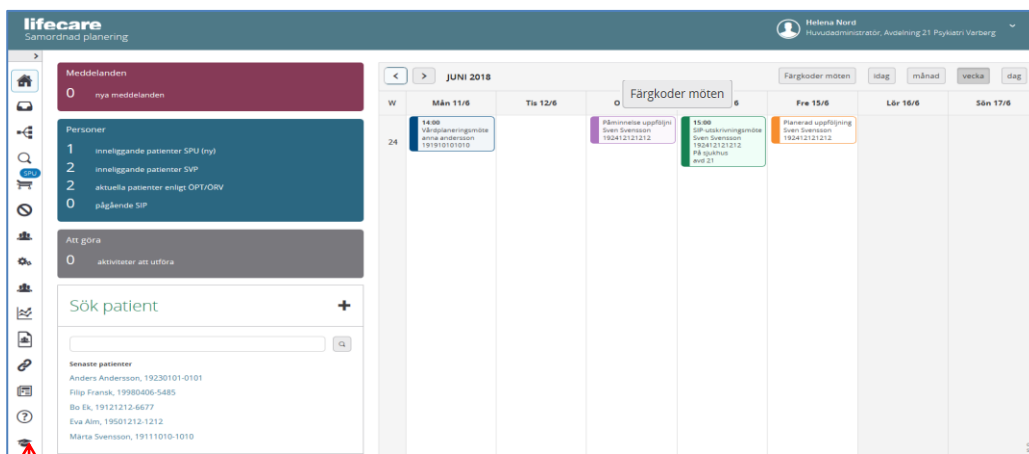 lifecare
Samordnad planering
Helena Nord
Huvudadministratör, Avdelning 21 Psykiatri Varberg
Meddelanden
0 nya meddelanden
Personer
1 inneliggande patienter SPU (ny)
2 inneliggande patienter SVP
2 aktuella patienter enligt OPT/ORV
0 pågående SIP
Att göra
0 aktiviteter att utföra
Sök patient
Senaste patienter
Anders Andersson, 19230101-0101
Filip Fransk, 19980406-5485
Bo Ek, 19121212-6677
Eva Alm, 19501212-1212
Märta Svensson, 19111010-1010
SPU
JUNI 2018
Färgkoder möten
idag
månad
vecka
dag
Färgkoder möten
W
Mån 11/6
Tis 12/6
O
6
Fre 15/6
Lör 16/6
Sön 17/6
24
14:00
Vårdplaneringsmöte
anna andersson
191910101010
Påminnelse uppföljni
Sven Svensson
192412121212
15:00
SIP-utskrivningsmöte
Sven Svensson
192412121212
På sjukhus
avd 21
Planerad uppföljning
Sven Svensson
192412121212